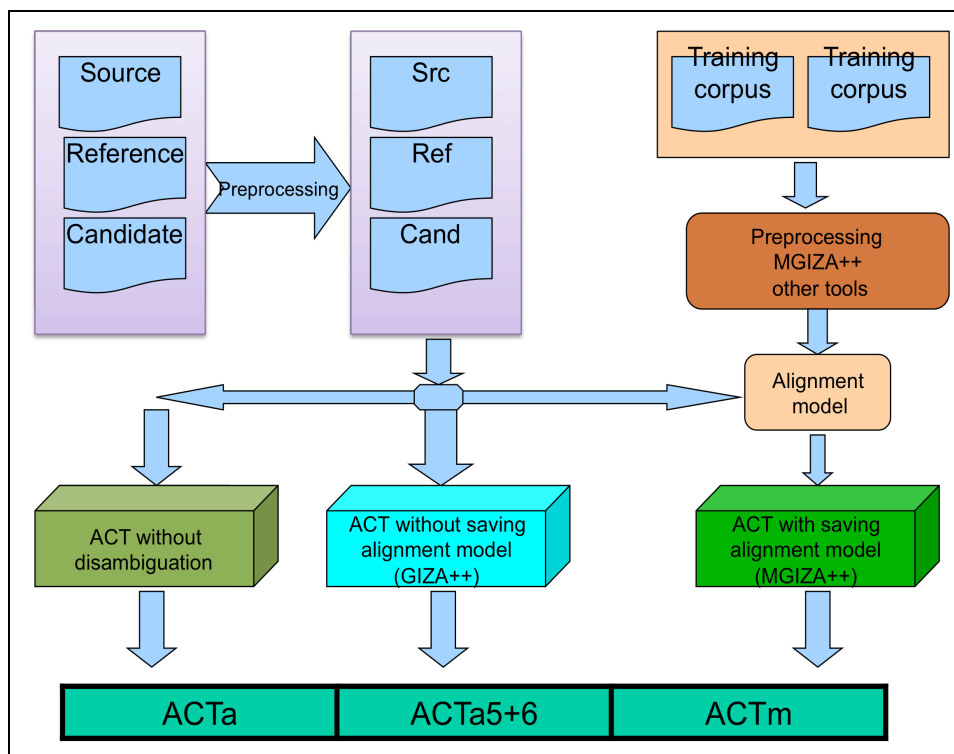 Source
Reference
Candidate
Preprocessing
Src
Ref
Cand
Training
corpus
Training
corpus
Preprocessing
MGIZA++
other tools
Alignment
model
ACT without
disambiguation
ACT without saving
alignment model
(GIZA++)
ACT with saving
alignment model
(MGIZA++)
ACTa
ACTa5+6
ACTm